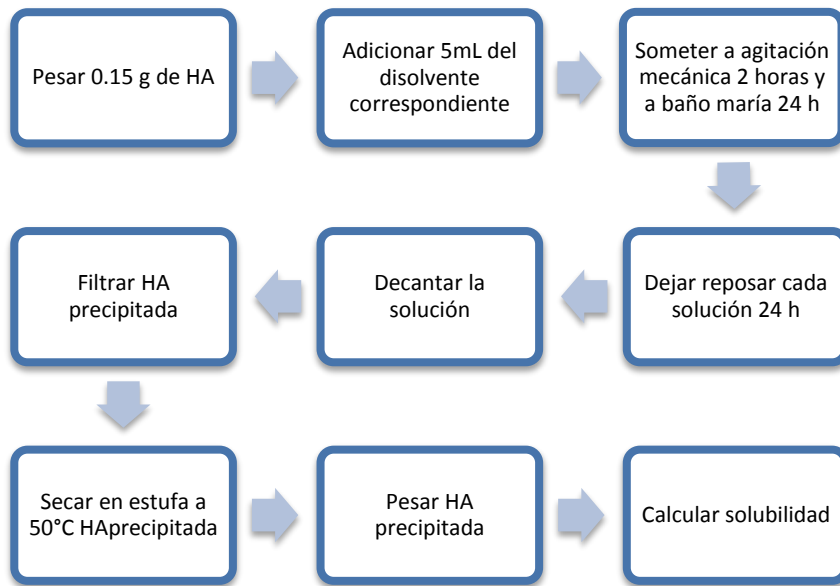 Pesar 0.15 g de HA
Adicionar 5mL del
disolvente
correspondiente
Someter a agitación
mecánica 2 horas y
a baño maría 24 h
Dejar reposar cada
solución 24 h
Decantar la
solución
Filtrar HA
precipitada
Secar en estufa a
50°C HAprecipitada
Pesar HA
precipitada
Calcular solubilidad